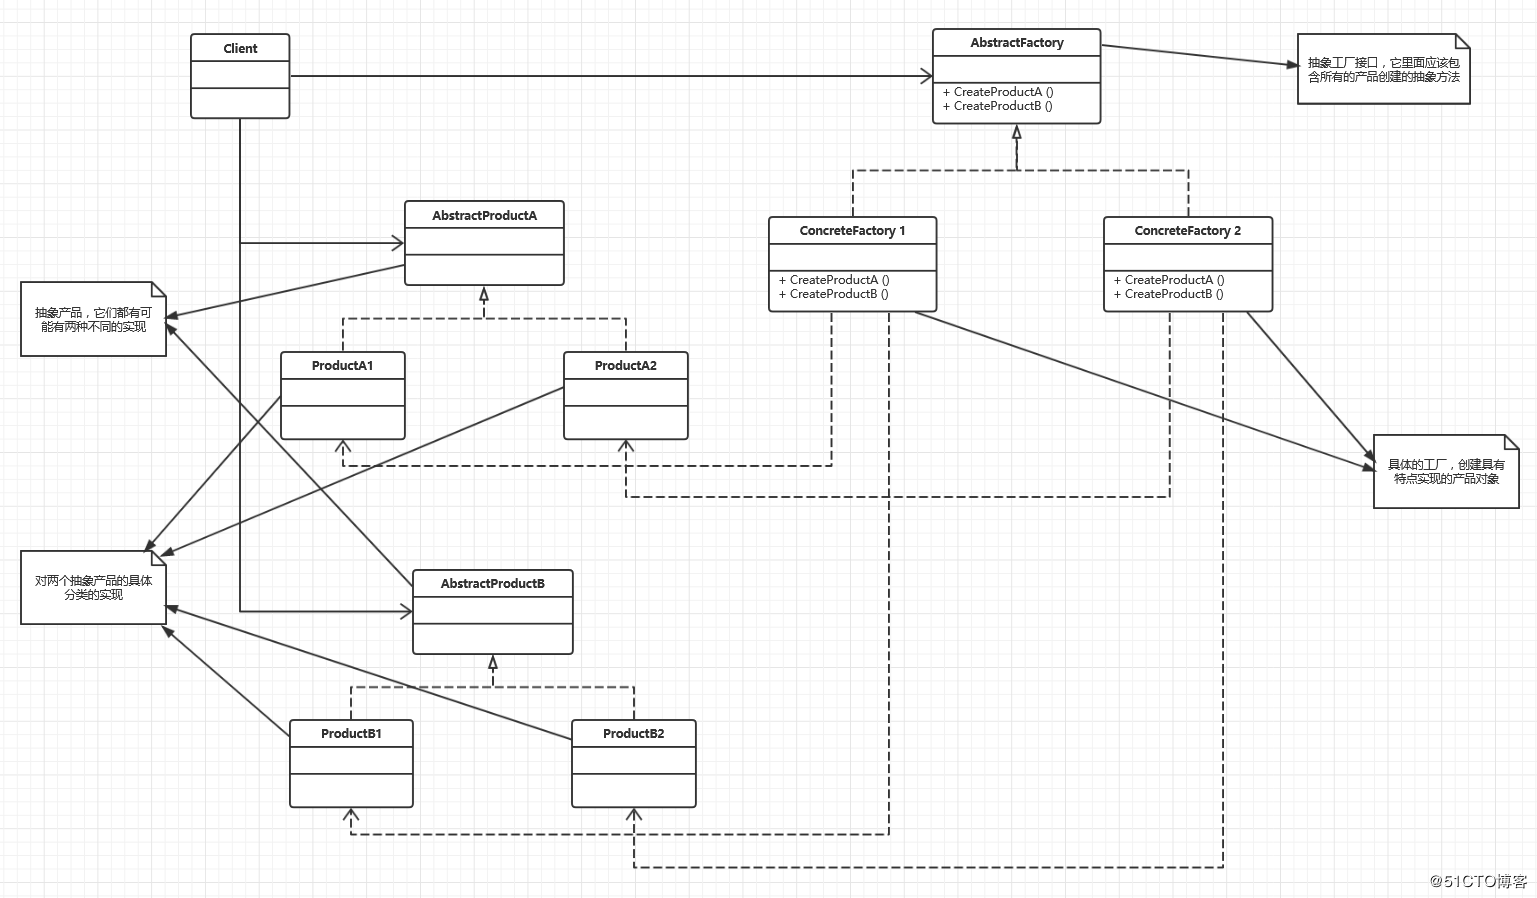 Client
AbstractFactory
+ CreateProductA ()
+ CreateProductB ()
抽象工厂接口，它里面应该包
含所有的产品创建的抽象方法
AbstractProductA
ConcreteFactory 1
+ CreateProductA ()
+ CreateProductB ()
ConcreteFactory 2
+ CreateProductA ()
+ CreateProductB ()
抽象产品，它们都有可
能有两种不同的实现
ProductA1
ProductA2
具体的工厂，创建具有
特点实现的产品对象
对两个抽象产品的具体
分类的实现
AbstractProductB
ProductB1
ProductB2
@51CTO博客